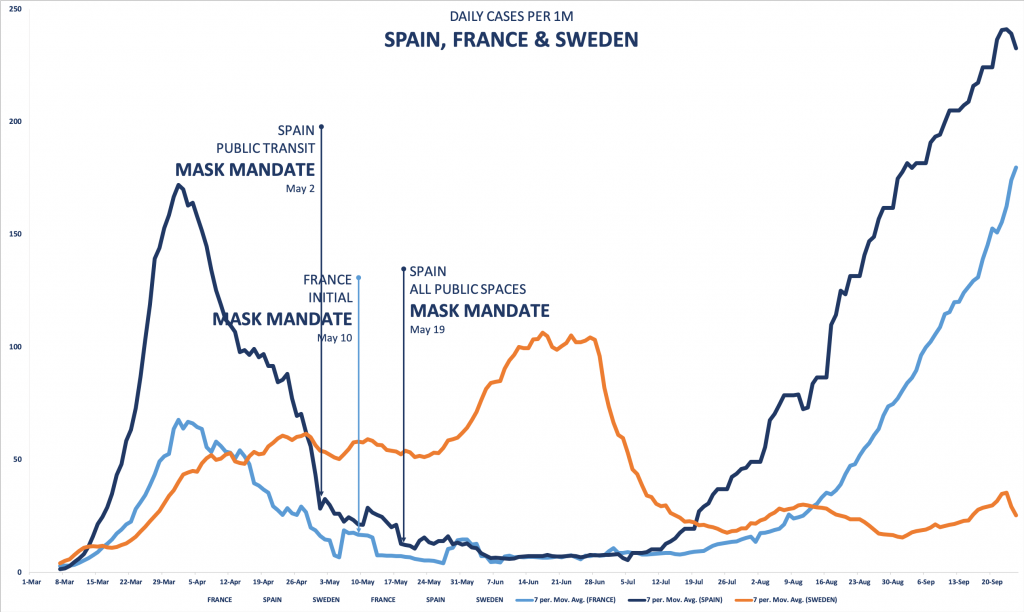 DAILY CASES PER 1M
SPAIN, FRANCE & SWEDEN
250
200
150
100
50
0
SPAIN
PUBLIC TRANSIT
MASK MANDATE
May 2
FRANCE
INITIAL
MASK MANDATE
May 10
SPAIN
ALL PUBLIC SPACES
MASK MANDATE
May 19
1-Mar 8-Mar 15-Mar 22-Mar 29-Mar 5-Apr 12-Apr 19-Apr 26-Apr 3-May 10-May 17-May 24-May 31-May 7-Jun 14-Jun 21-Jun 28-Jun 5-Jul 12-Jul 19-Jul 26-Jul 2-Aug 9-Aug 16-Aug 23-Aug 30-Aug 6-Sep 13-Sep 20-Sep
FRANCE SPAIN SWEDEN FRANCE SPAIN SWEDEN 7 per. Mov. Avg. (FRANCE) 7 per. Mov. Avg. (SPAIN) 7 per. Mov. Avg. (SWEDEN)